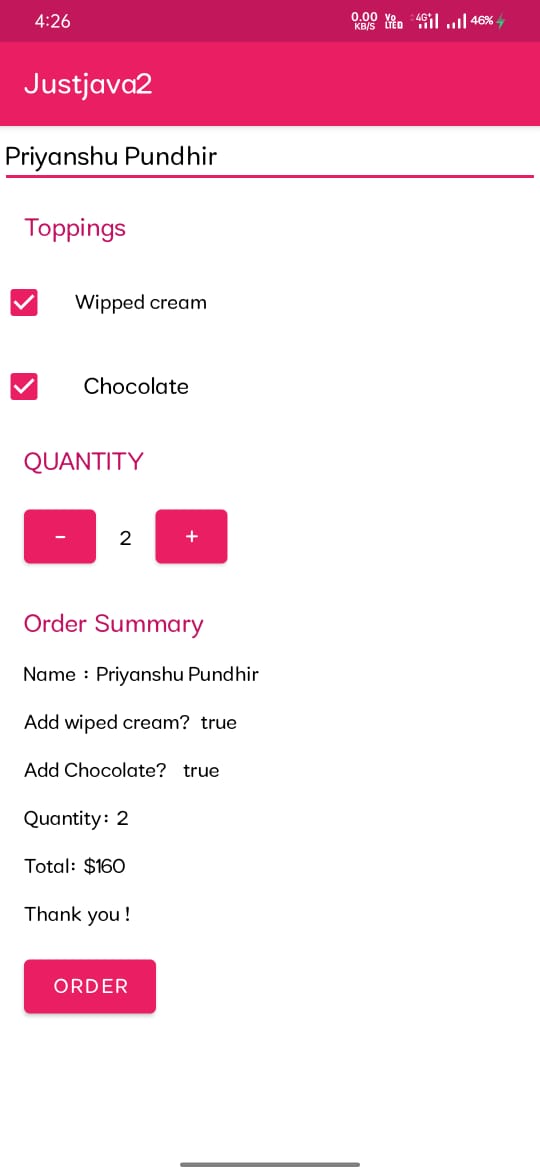 4:26 0.00 KB/S Vo LTE 4G+ 46%
Justjava2
Priyanshu Pundhir
Toppings
Wipped cream
Chocolate
QUANTITY
- 2 +
Order Summary
Name : Priyanshu Pundhir
Add wiped cream? true
Add Chocolate? true
Quantity: 2
Total: $160
Thank you !
ORDER